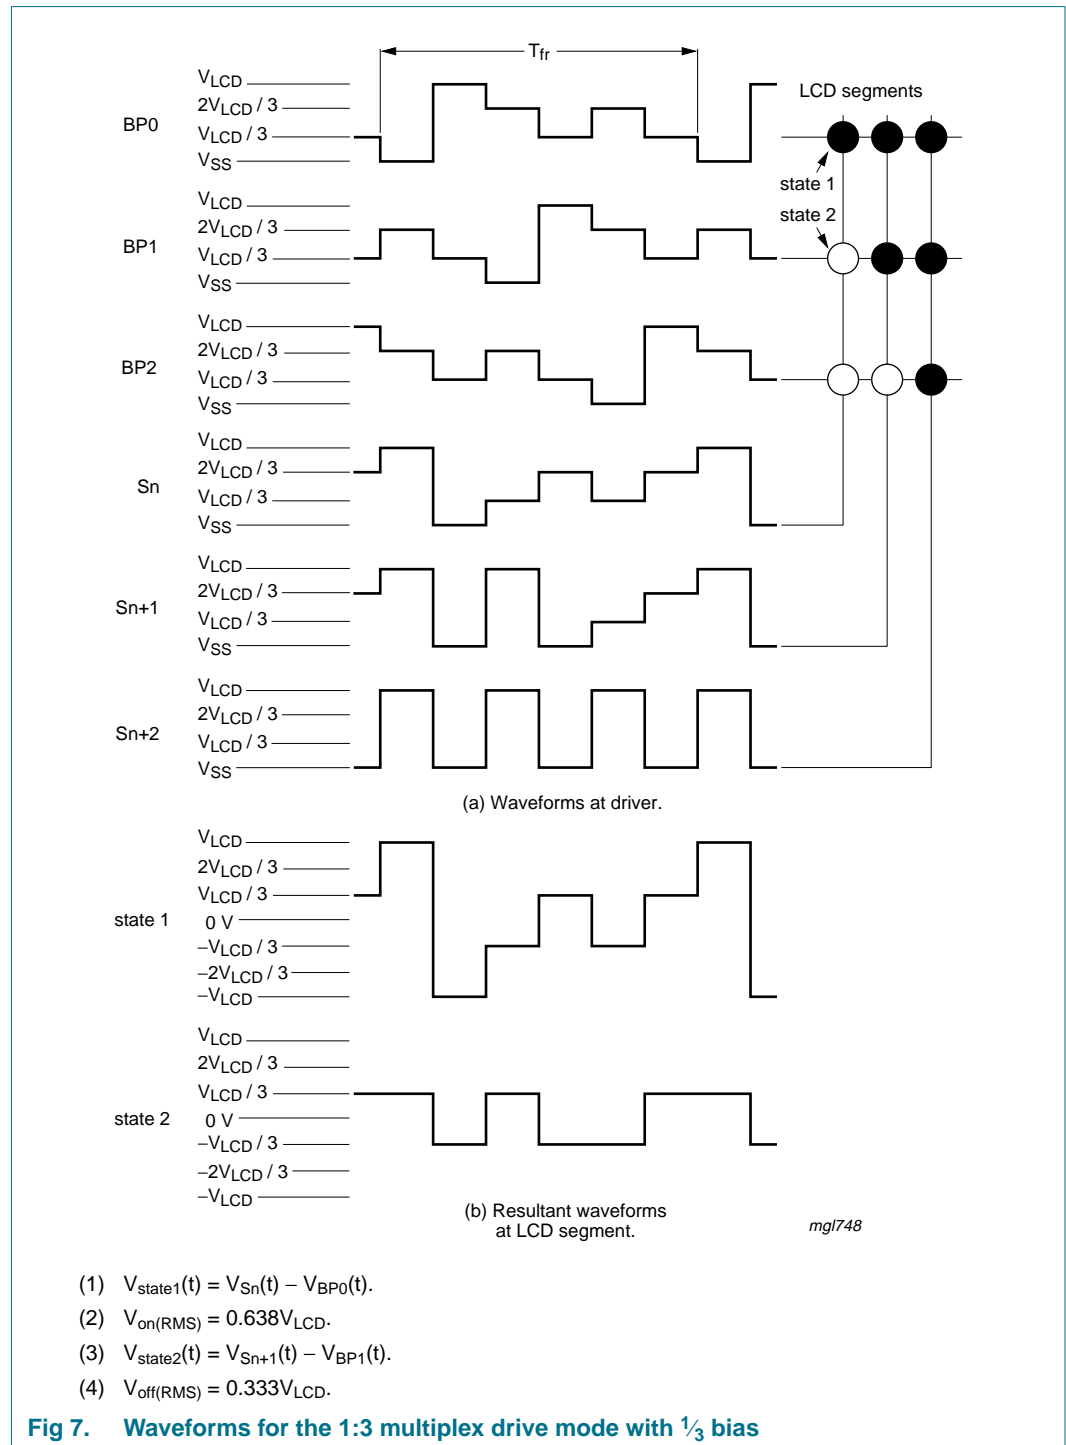 Tfr
VLCD
2VLCD / 3
BP0
VLCD / 3
VSS
LCD segments
state 1
VLCD
2VLCD / 3
BP1
VLCD / 3
VSS
state 2
VLCD
2VLCD / 3
BP2
VLCD / 3
VSS
VLCD
2VLCD / 3
Sn
VLCD / 3
VSS
VLCD
2VLCD / 3
Sn+1
VLCD / 3
VSS
VLCD
2VLCD / 3
Sn+2
VLCD / 3
VSS
(a) Waveforms at driver.
VLCD
2VLCD / 3
VLCD / 3
state 1
0 V
−VLCD / 3
−2VLCD / 3
−VLCD
VLCD
2VLCD / 3
VLCD / 3
state 2
0 V
−VLCD / 3
−2VLCD / 3
−VLCD
(b) Resultant waveforms
at LCD segment.
mgl748
(1) Vstate1(t) = VSn(t) − VBP0(t).
(2) Von(RMS) = 0.638VLCD.
(3) Vstate2(t) = VSn+1(t) − VBP1(t).
(4) Voff(RMS) = 0.333VLCD.
Fig 7. Waveforms for the 1:3 multiplex drive mode with 1⁄3 bias